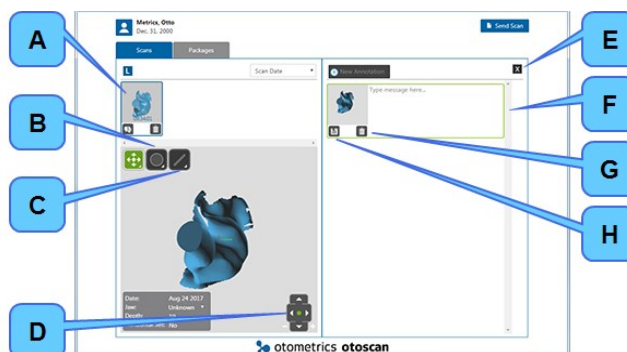 A
B
C
D
E
F
G
H
Metrics, Otto
Dec. 31, 2000
Send Scan
Scans
Packages
L
Scan Date
New Annotation
X
Type message here...
Date: Aug 24 2017
Jaw: Unknown
Depth:
Set: No
otometrics otoscan